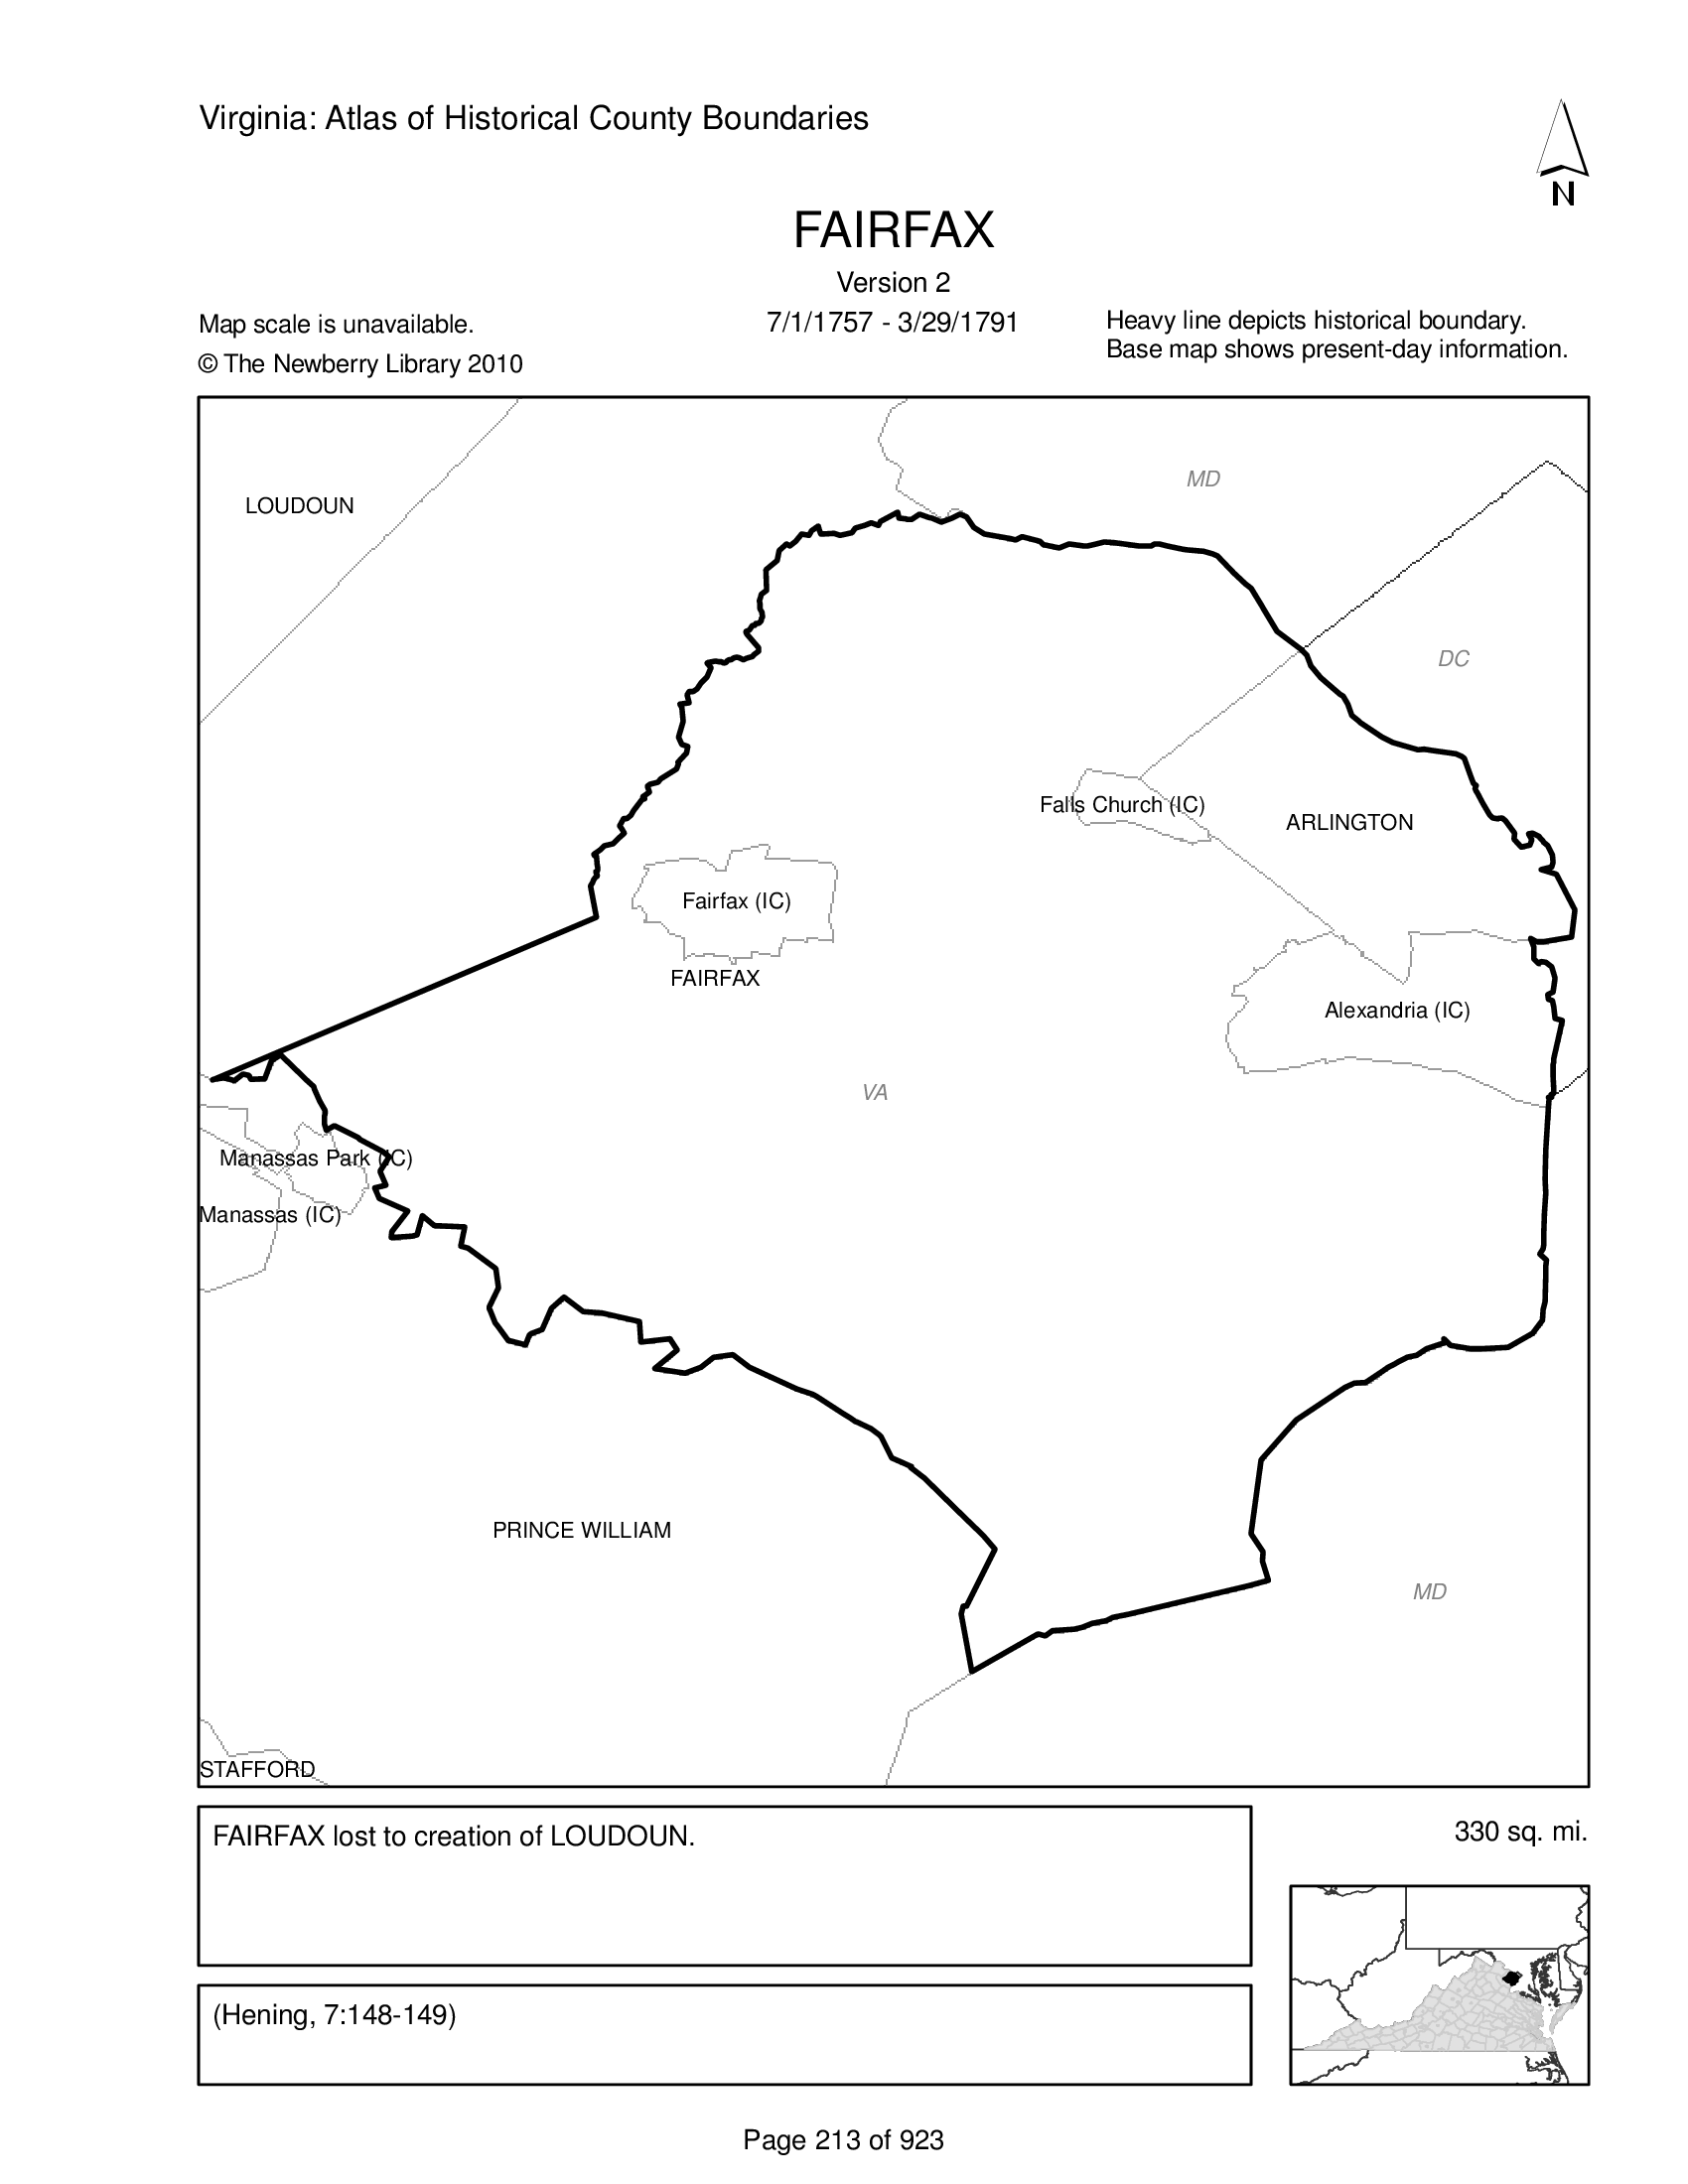 Virginia: Atlas of Historical County Boundaries
N
FAIRFAX
Version 2
7/1/1757 - 3/29/1791
Map scale is unavailable.
© The Newberry Library 2010
Heavy line depicts historical boundary.
Base map shows present-day information.
MD
LOUDOUN
DC
Falls Church (IC)
ARLINGTON
Fairfax (IC)
FAIRFAX
Alexandria (IC)
VA
Manassas Park (IC)
Manassas (IC)
PRINCE WILLIAM
MD
STAFFORD
FAIRFAX lost to creation of LOUDOUN.
330 sq. mi.
(Hening, 7:148-149)
Page 213 of 923